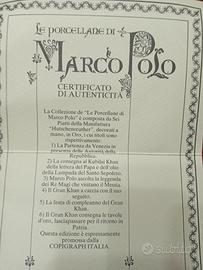 LE PORCELLANE DI
MARCO POLO
CERTIFICATO
DI AUTENTICITÀ
La Collezione de "Le Porcellane di
Marco Polo" è composta da Sei
Piatti della Manifattura
"Hutschenreuther", decorati a
mano, in Oro, i cui titoli sono
rispettivamente:
1) La Partenza da Venezia in
presenza delle Autorità della
Repubblica.
2) La consegna al Kubilai Khan
della lettera del Papa e dell'olio
della Lampada del Santo Sepolcro.
3) Marco Polo ascolta la leggenda
dei Re Magi che visitano il Messia.
4) Il Gran Khan a caccia con il suo
seguito.
5) La festa di compleanno del Gran Khan.
6) Il Gran Khan consegna le tavole
d'oro, lasciapassare per il ritorno in
Patria.
Questa edizione è espressamente
promossa dalla
COPIGRAPH ITALIA
subito.it